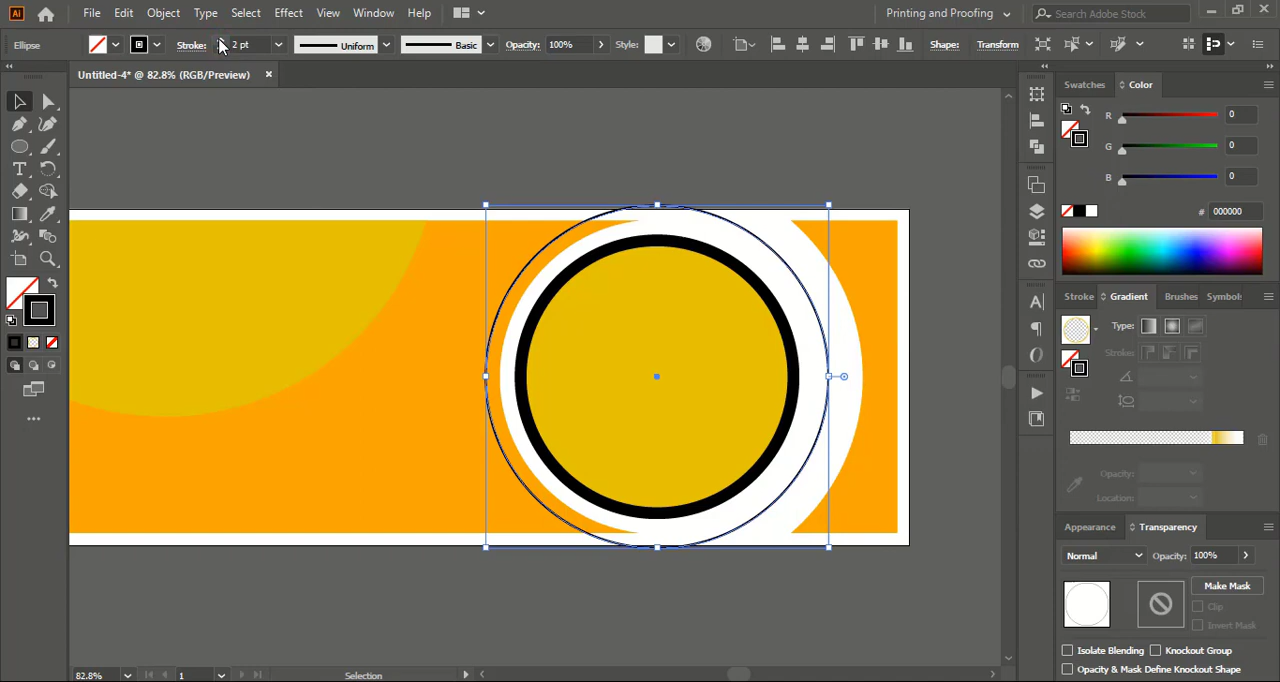 Ai File Edit Object Type Select Effect View Window Help Printing and Proofing Search Adobe Stock
Ellipse Stroke: 2 pt Uniform Basic Opacity: 100% Style: Shape: Transform
Untitled-4* @ 82.8% (RGB/Preview) ×
Swatches Color
R 0
G 0
B 0
# 000000
Stroke Gradient Brushes Symbol:
Type:
Strokes:
Opacity:
Location:
Appearance Transparency
Normal Opacity: 100%
Make Mask
Clip
Invert Mask
Isolate Blending Knockout Group
Opacity & Mask Define Knockout Shape
82.8% 1 Selection